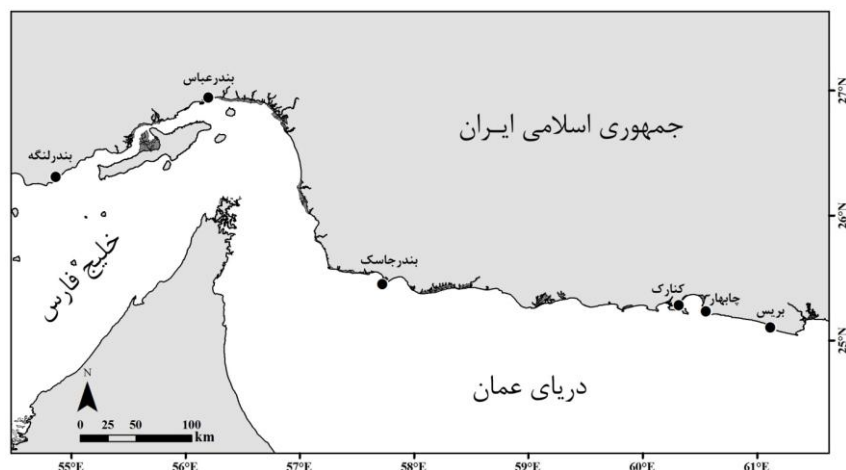 بندرعباس
27°N
جمهوری اسلامی ایـران
بندرلنگه
26°N
خلیج فارس
بندرجاسک
کنارک
چابهار
بریس
25°N
دریای عمان
N
0 25 50 100
km
55°E 56°E 57°E 58°E 59°E 60°E 61°E